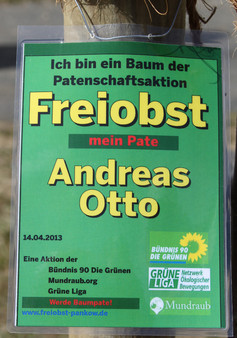 Ich bin ein Baum der
Patenschaftsaktion
Freiobst
mein Pate
Andreas
Otto
14.04.2013
Eine Aktion der
Bündnis 90 Die Grünen
Mundraub.org
Grüne Liga
Werde Baumpate!
www.freiobst-pankow.de
BÜNDNIS 90
DIE GRÜNEN
GRÜNE
LIGA
Netzwerk
Ökologischer
Bewegungen
Mundraub